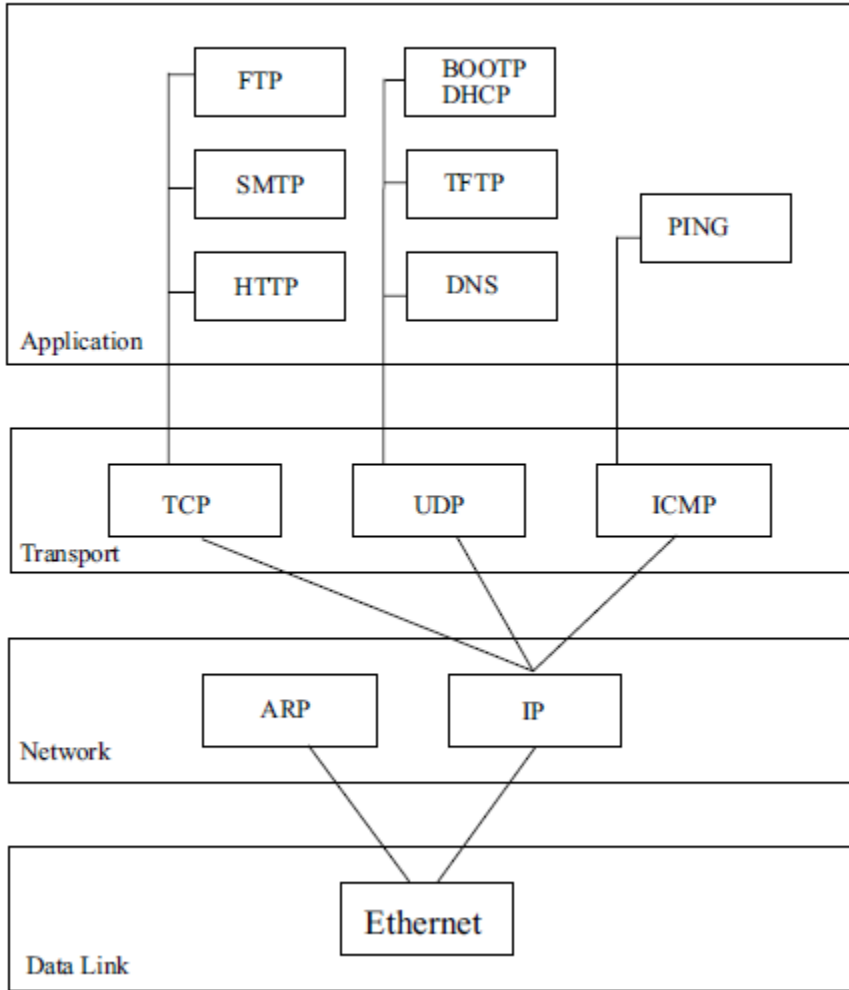 FTP
BOOTP
DHCP
SMTP
TFTP
PING
HTTP
DNS
Application
TCP
UDP
ICMP
Transport
ARP
IP
Network
Ethernet
Data Link